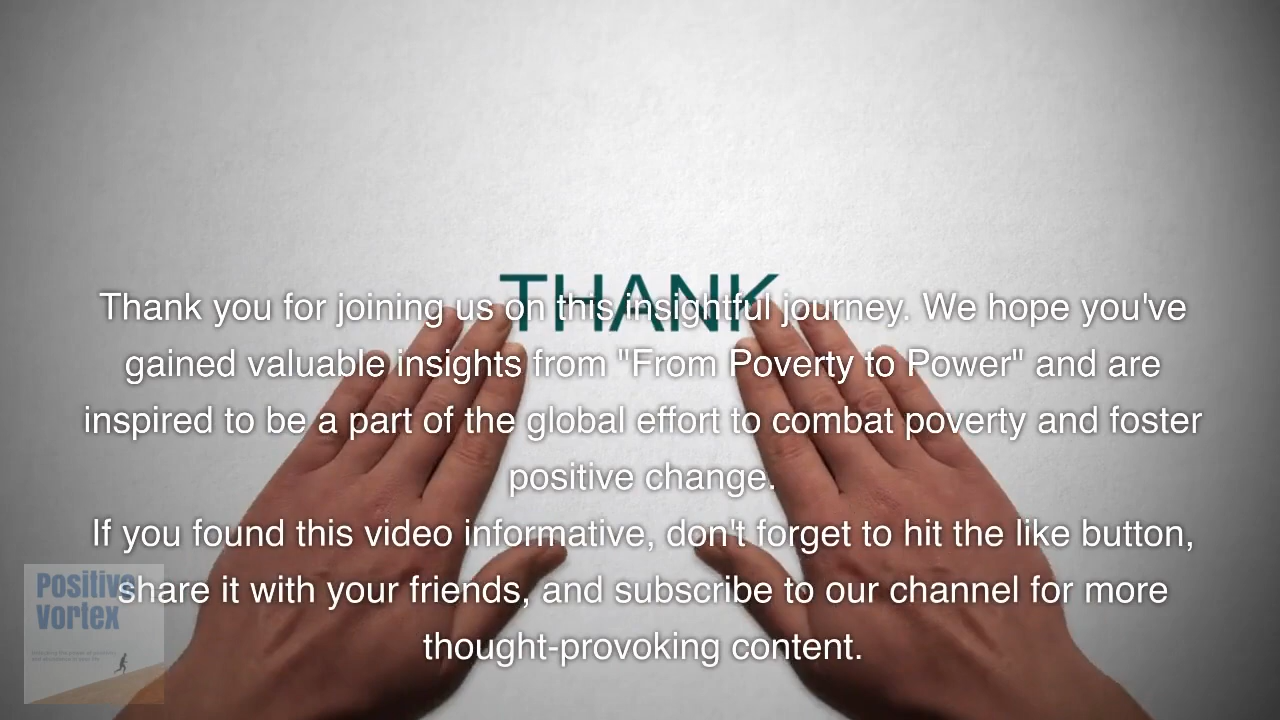 THANK
Thank you for joining us on this insightful journey. We hope you've
gained valuable insights from "From Poverty to Power" and are
inspired to be a part of the global effort to combat poverty and foster
positive change.
If you found this video informative, don't forget to hit the like button,
share it with your friends, and subscribe to our channel for more
thought-provoking content.
Positive
Vortex